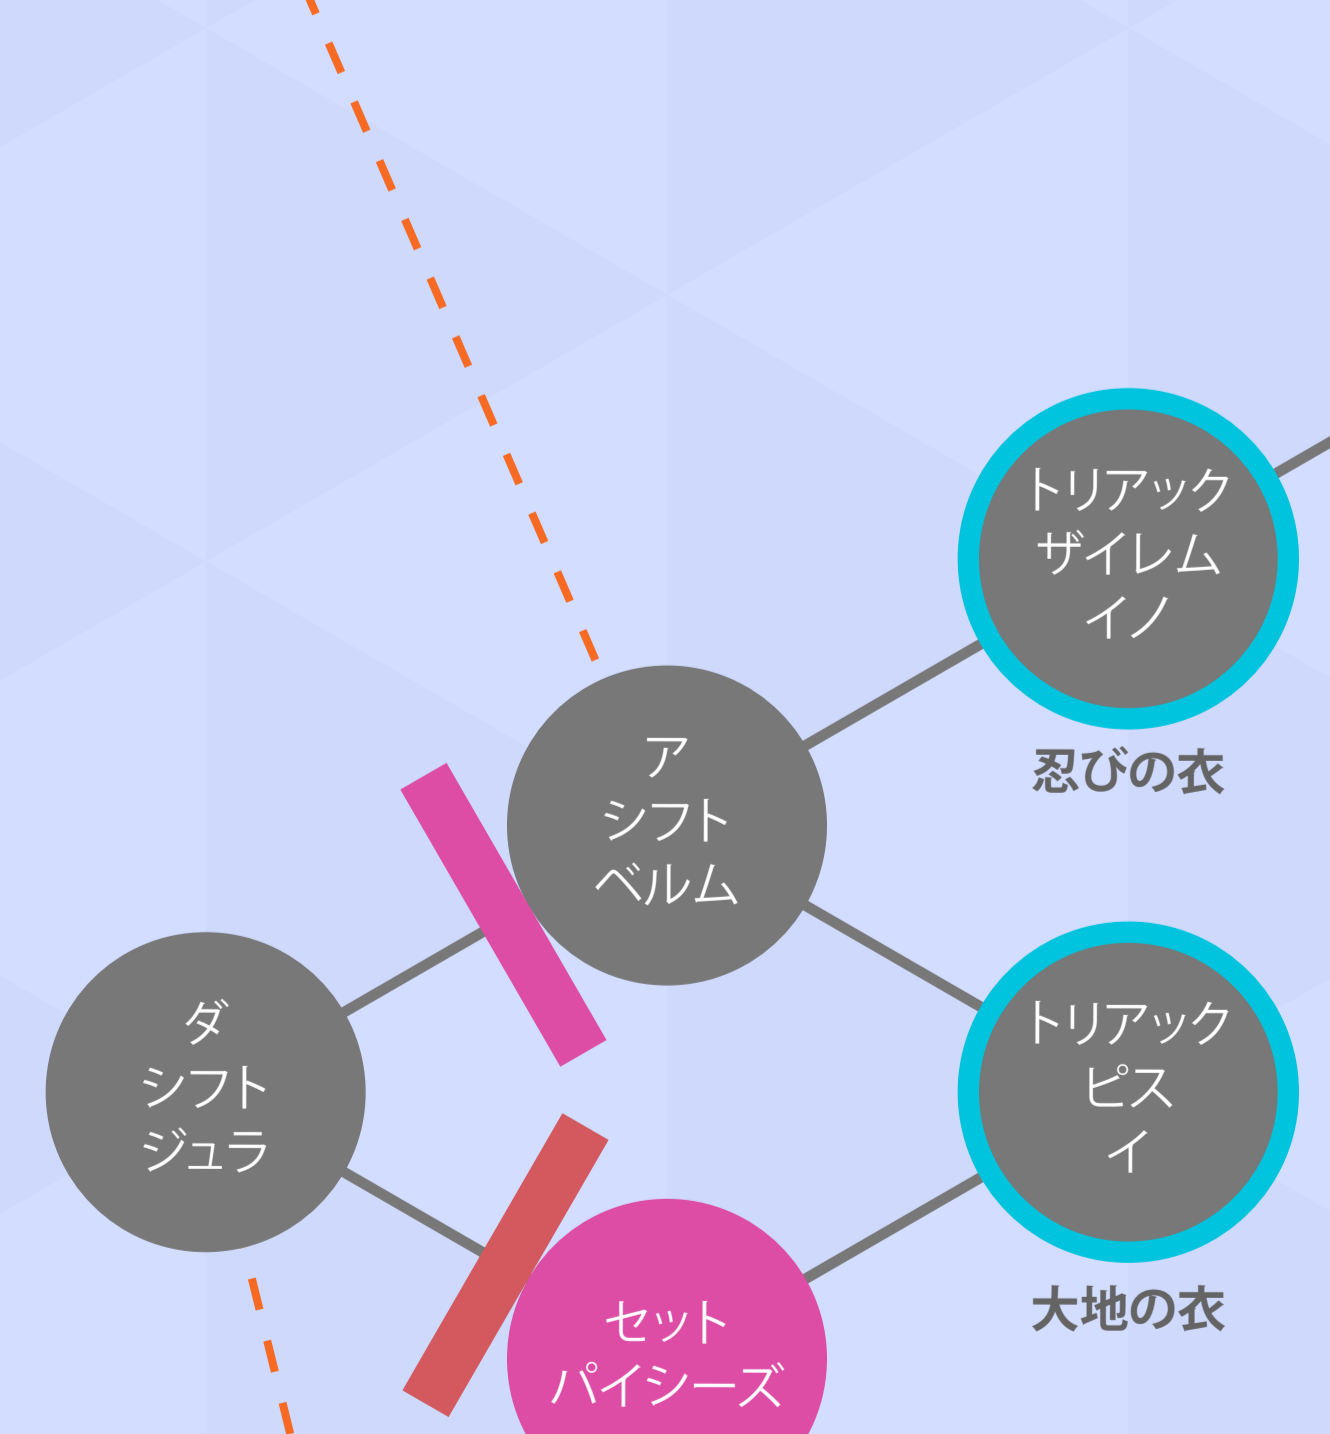 トリアック
ザイレム
イノ
忍びの衣
ア
シフト
ベルム
ダ
シフト
ジュラ
トリアック
ピス
イ
大地の衣
セット
パイシーズ